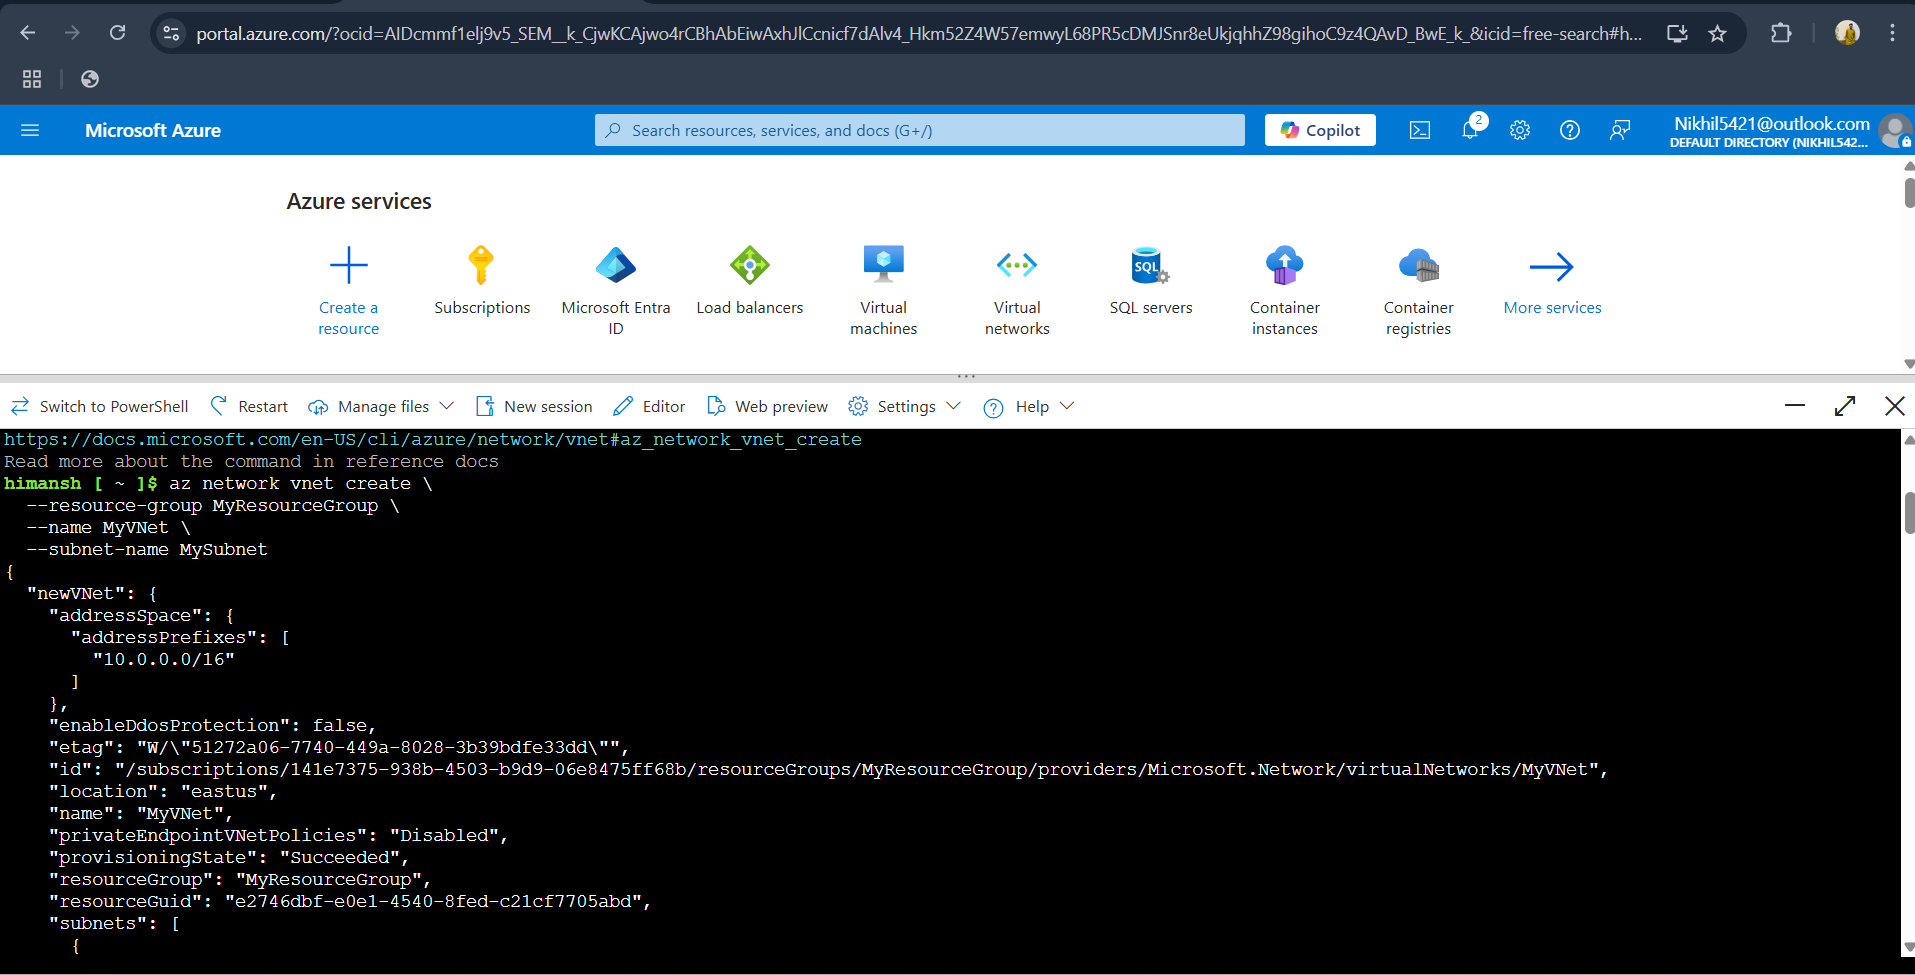 portal.azure.com/?ocid=AIDcmmf1elj9v5_SEM__k_CjwKCAjwo4rCBhAbEiwAxhJlCcnicf7dAlv4_Hkm52Z4W57emwyL68PR5cDMJSnr8eUkjqhhZ98gihoC9z4QAvD_BwE_k_&icid=free-search#h...
Microsoft Azure
Search resources, services, and docs (G+/)
Copilot
2
Nikhil5421@outlook.com
DEFAULT DIRECTORY (NIKHIL542...
Azure services
Create a resource
Subscriptions
Microsoft Entra ID
Load balancers
Virtual machines
Virtual networks
SQL
SQL servers
Container instances
Container registries
More services
Switch to PowerShell
Restart
Manage files
New session
Editor
Web preview
Settings
Help
https://docs.microsoft.com/en-US/cli/azure/network/vnet#az_network_vnet_create
Read more about the command in reference docs
himansh [ ~ ]$ az network vnet create \
--resource-group MyResourceGroup \
--name MyVNet \
--subnet-name MySubnet
{
"newVNet": {
"addressSpace": {
"addressPrefixes": [
"10.0.0.0/16"
]
},
"enableDdosProtection": false,
"etag": "W/\"51272a06-7740-449a-8028-3b39bdfe33dd\"",
"id": "/subscriptions/141e7375-938b-4503-b9d9-06e8475ff68b/resourceGroups/MyResourceGroup/providers/Microsoft.Network/virtualNetworks/MyVNet",
"location": "eastus",
"name": "MyVNet",
"privateEndpointVNetPolicies": "Disabled",
"provisioningState": "Succeeded",
"resourceGroup": "MyResourceGroup",
"resourceGuid": "e2746dbf-e0e1-4540-8fed-c21cf7705abd",
"subnets": [
{